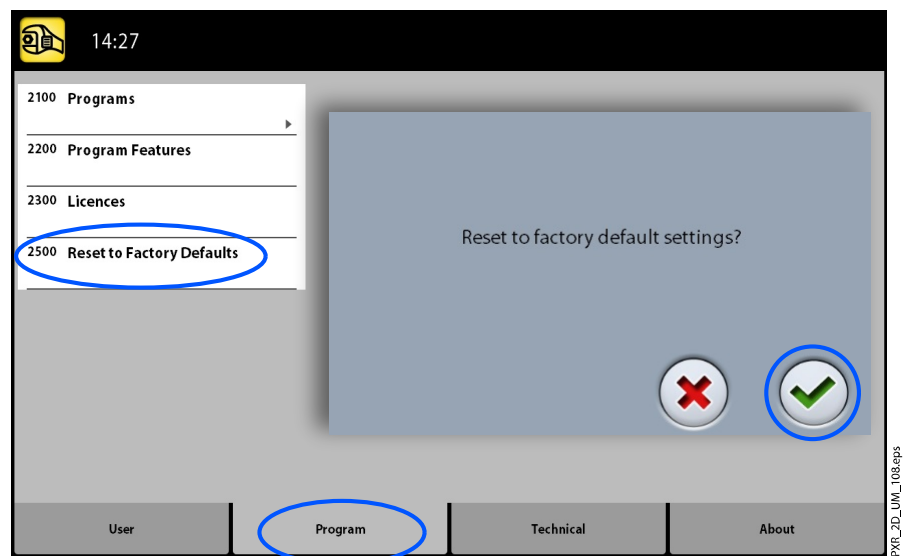 14:27
2100 Programs
2200 Program Features
2300 Licences
2500 Reset to Factory Defaults
Reset to factory default settings?
User
Program
Technical
About
PXR_2D_UM_108.eps